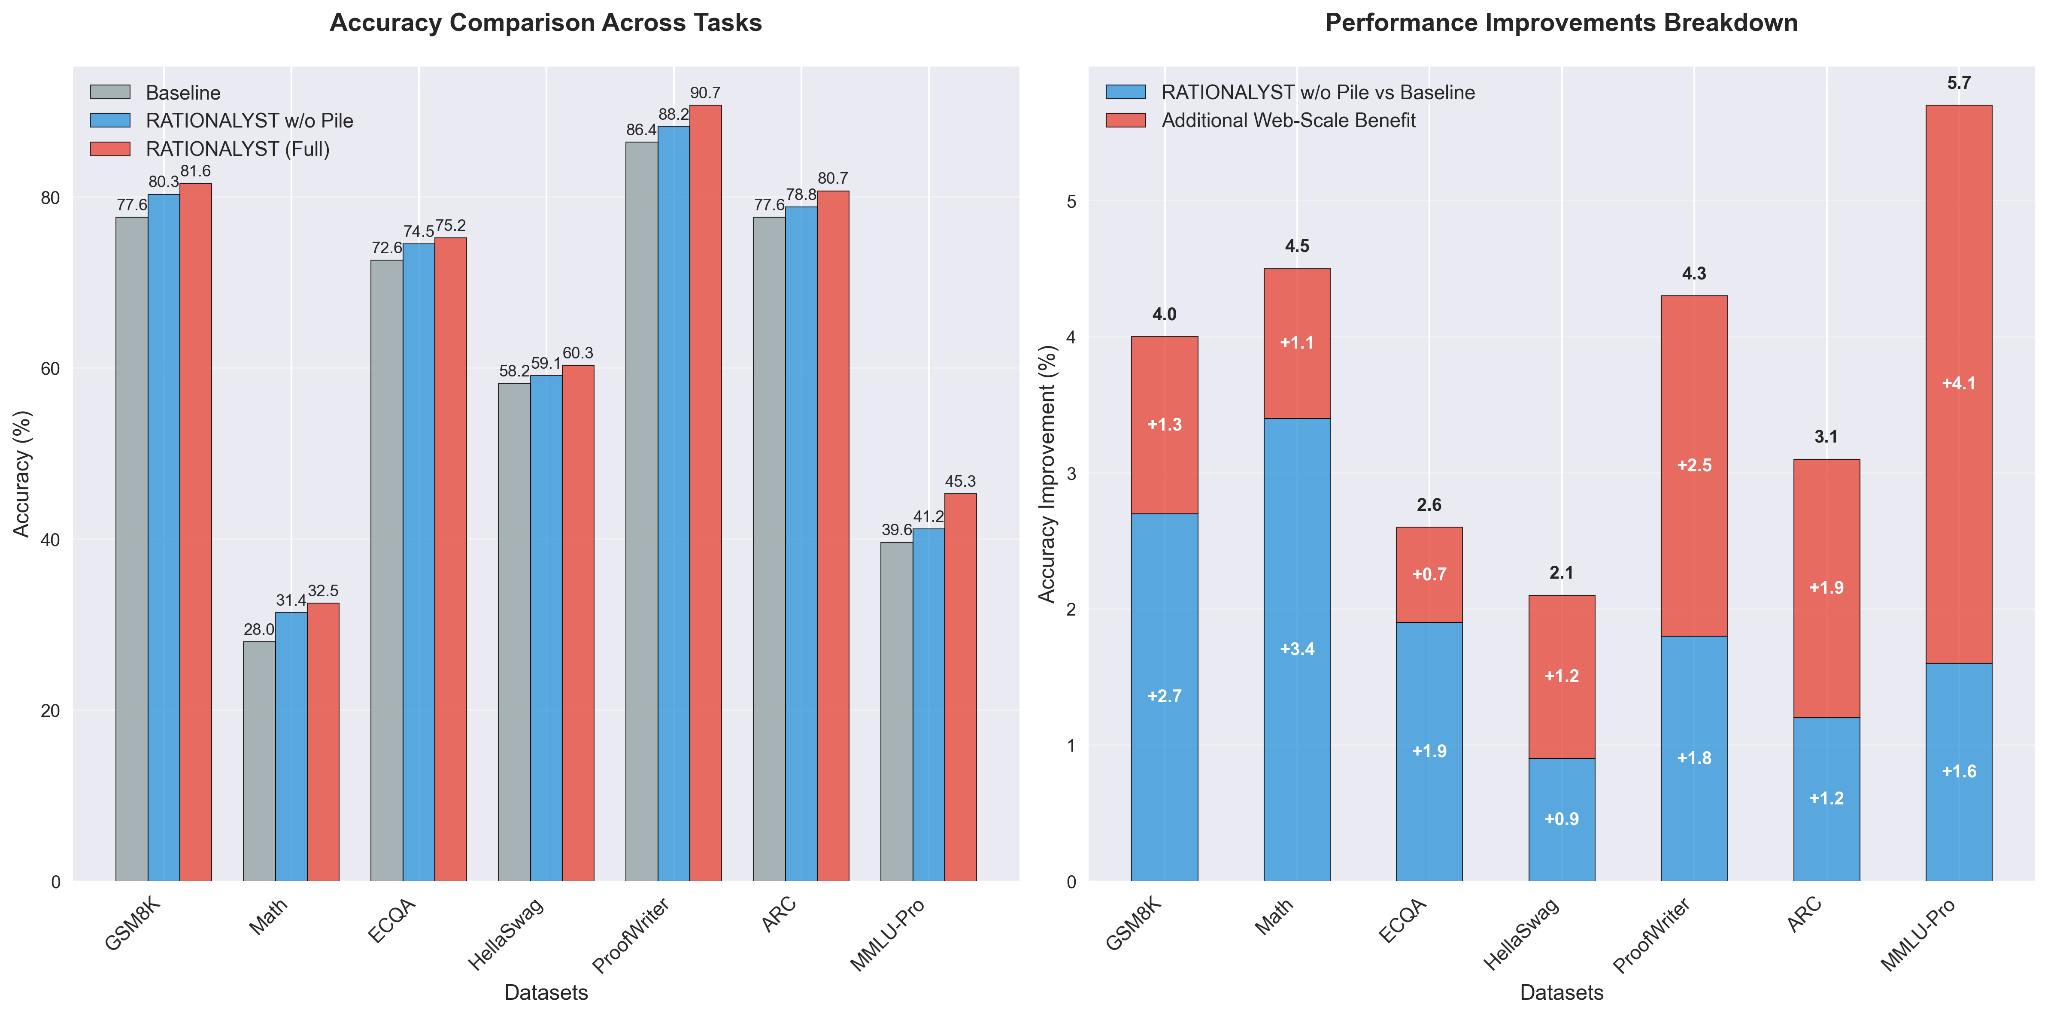 Accuracy Comparison Across Tasks
Baseline
RATIONALYST w/o Pile
RATIONALYST (Full)
Accuracy (%)
80
60
40
20
0
77.6 80.3 81.6
28.0 31.4 32.5
72.6 74.5 75.2
58.2 59.1 60.3
86.4 88.2 90.7
77.6 78.8 80.7
39.6 41.2 45.3
GSM8K
Math
ECQA
HellaSwag
ProofWriter
ARC
MMLU-Pro
Datasets
Performance Improvements Breakdown
RATIONALYST w/o Pile vs Baseline
Additional Web-Scale Benefit
Accuracy Improvement (%)
5
4
3
2
1
0
4.0
+1.3
+2.7
4.5
+1.1
+3.4
2.6
+0.7
+1.9
2.1
+1.2
+0.9
4.3
+2.5
+1.8
3.1
+1.9
+1.2
5.7
+4.1
+1.6
GSM8K
Math
ECQA
HellaSwag
ProofWriter
ARC
MMLU-Pro
Datasets